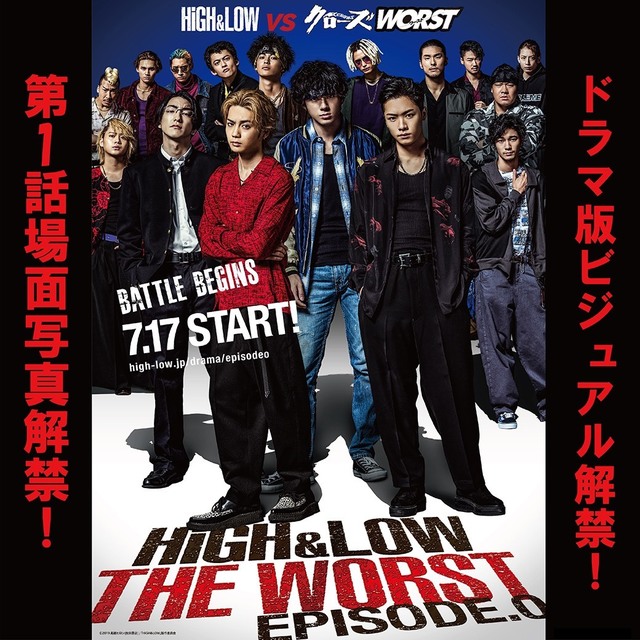 HiGH&LOW VS クローズ WORST
ドラマ版ビジュアル解禁!
第1話場面写真解禁!
BATTLE BEGINS
7.17 START!
high-low.jp/drama/episode0
HiGH&LOW
THE WORST
EPISODE.0